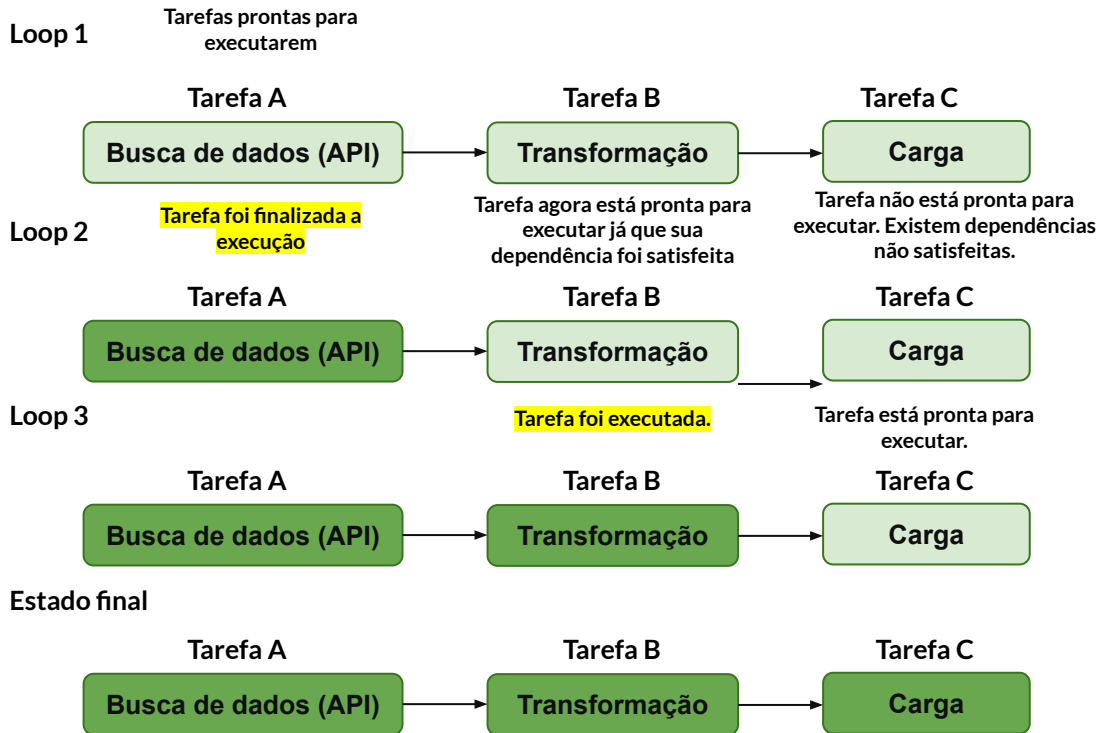 Loop 1
Tarefas prontas para
executarem
Tarefa A
Tarefa B
Tarefa C
Busca de dados (API)
Transformação
Carga
Loop 2
Tarefa foi finalizada a
execução
Tarefa agora está pronta para
executar já que sua
dependência foi satisfeita
Tarefa não está pronta para
executar. Existem dependências
não satisfeitas.
Tarefa A
Tarefa B
Tarefa C
Busca de dados (API)
Transformação
Carga
Loop 3
Tarefa foi executada.
Tarefa está pronta para
executar.
Tarefa A
Tarefa B
Tarefa C
Busca de dados (API)
Transformação
Carga
Estado final
Tarefa A
Tarefa B
Tarefa C
Busca de dados (API)
Transformação
Carga